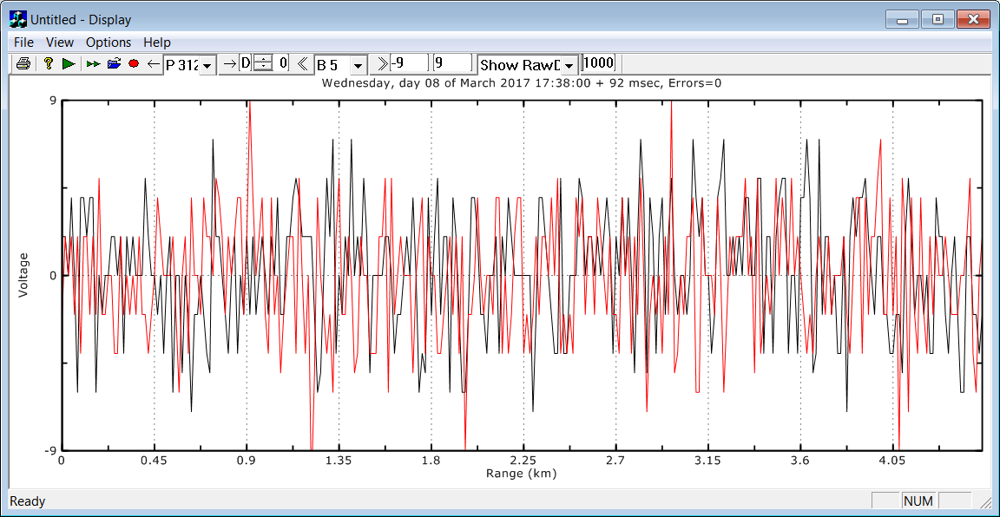 Untitled - Display
File View Options Help
P 312 D 0 B 5 -9 9 Show RawD 1000
Wednesday, day 08 of March 2017 17:38:00 + 92 msec, Errors=0
9
Voltage
0
-9
0 0.45 0.9 1.35 1.8 2.25 2.7 3.15 3.6 4.05
Range (km)
Ready NUM